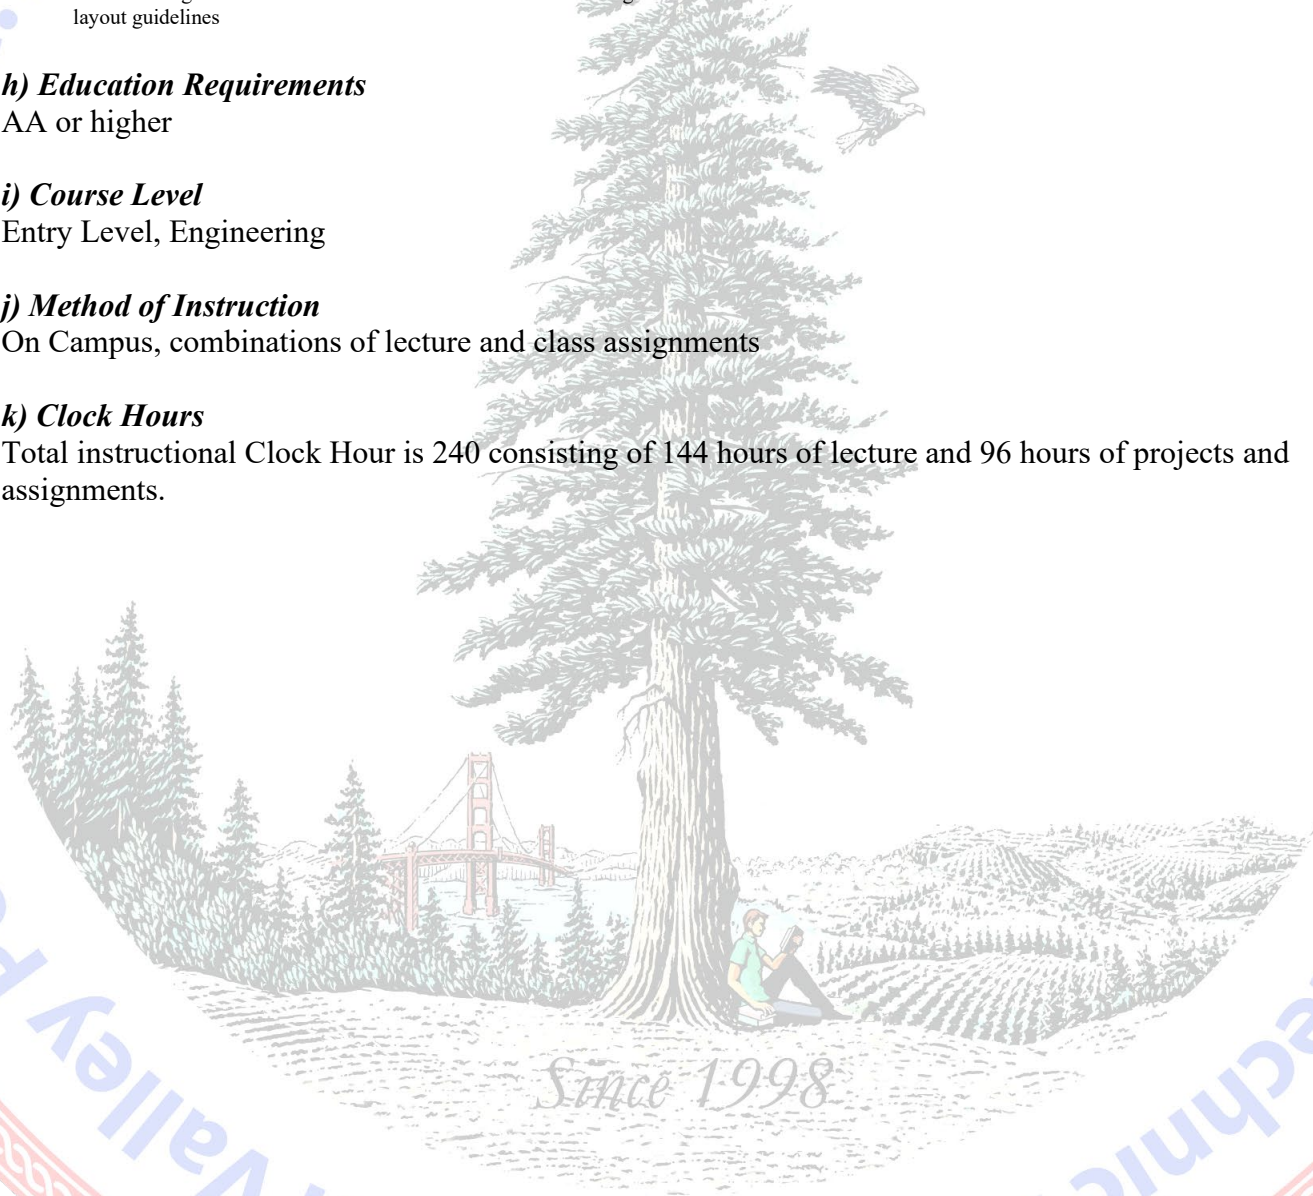 layout guidelines
h) Education Requirements
AA or higher
i) Course Level
Entry Level, Engineering
j) Method of Instruction
On Campus, combinations of lecture and class assignments
k) Clock Hours
Total instructional Clock Hour is 240 consisting of 144 hours of lecture and 96 hours of projects and
assignments.
Since 1998
Valley